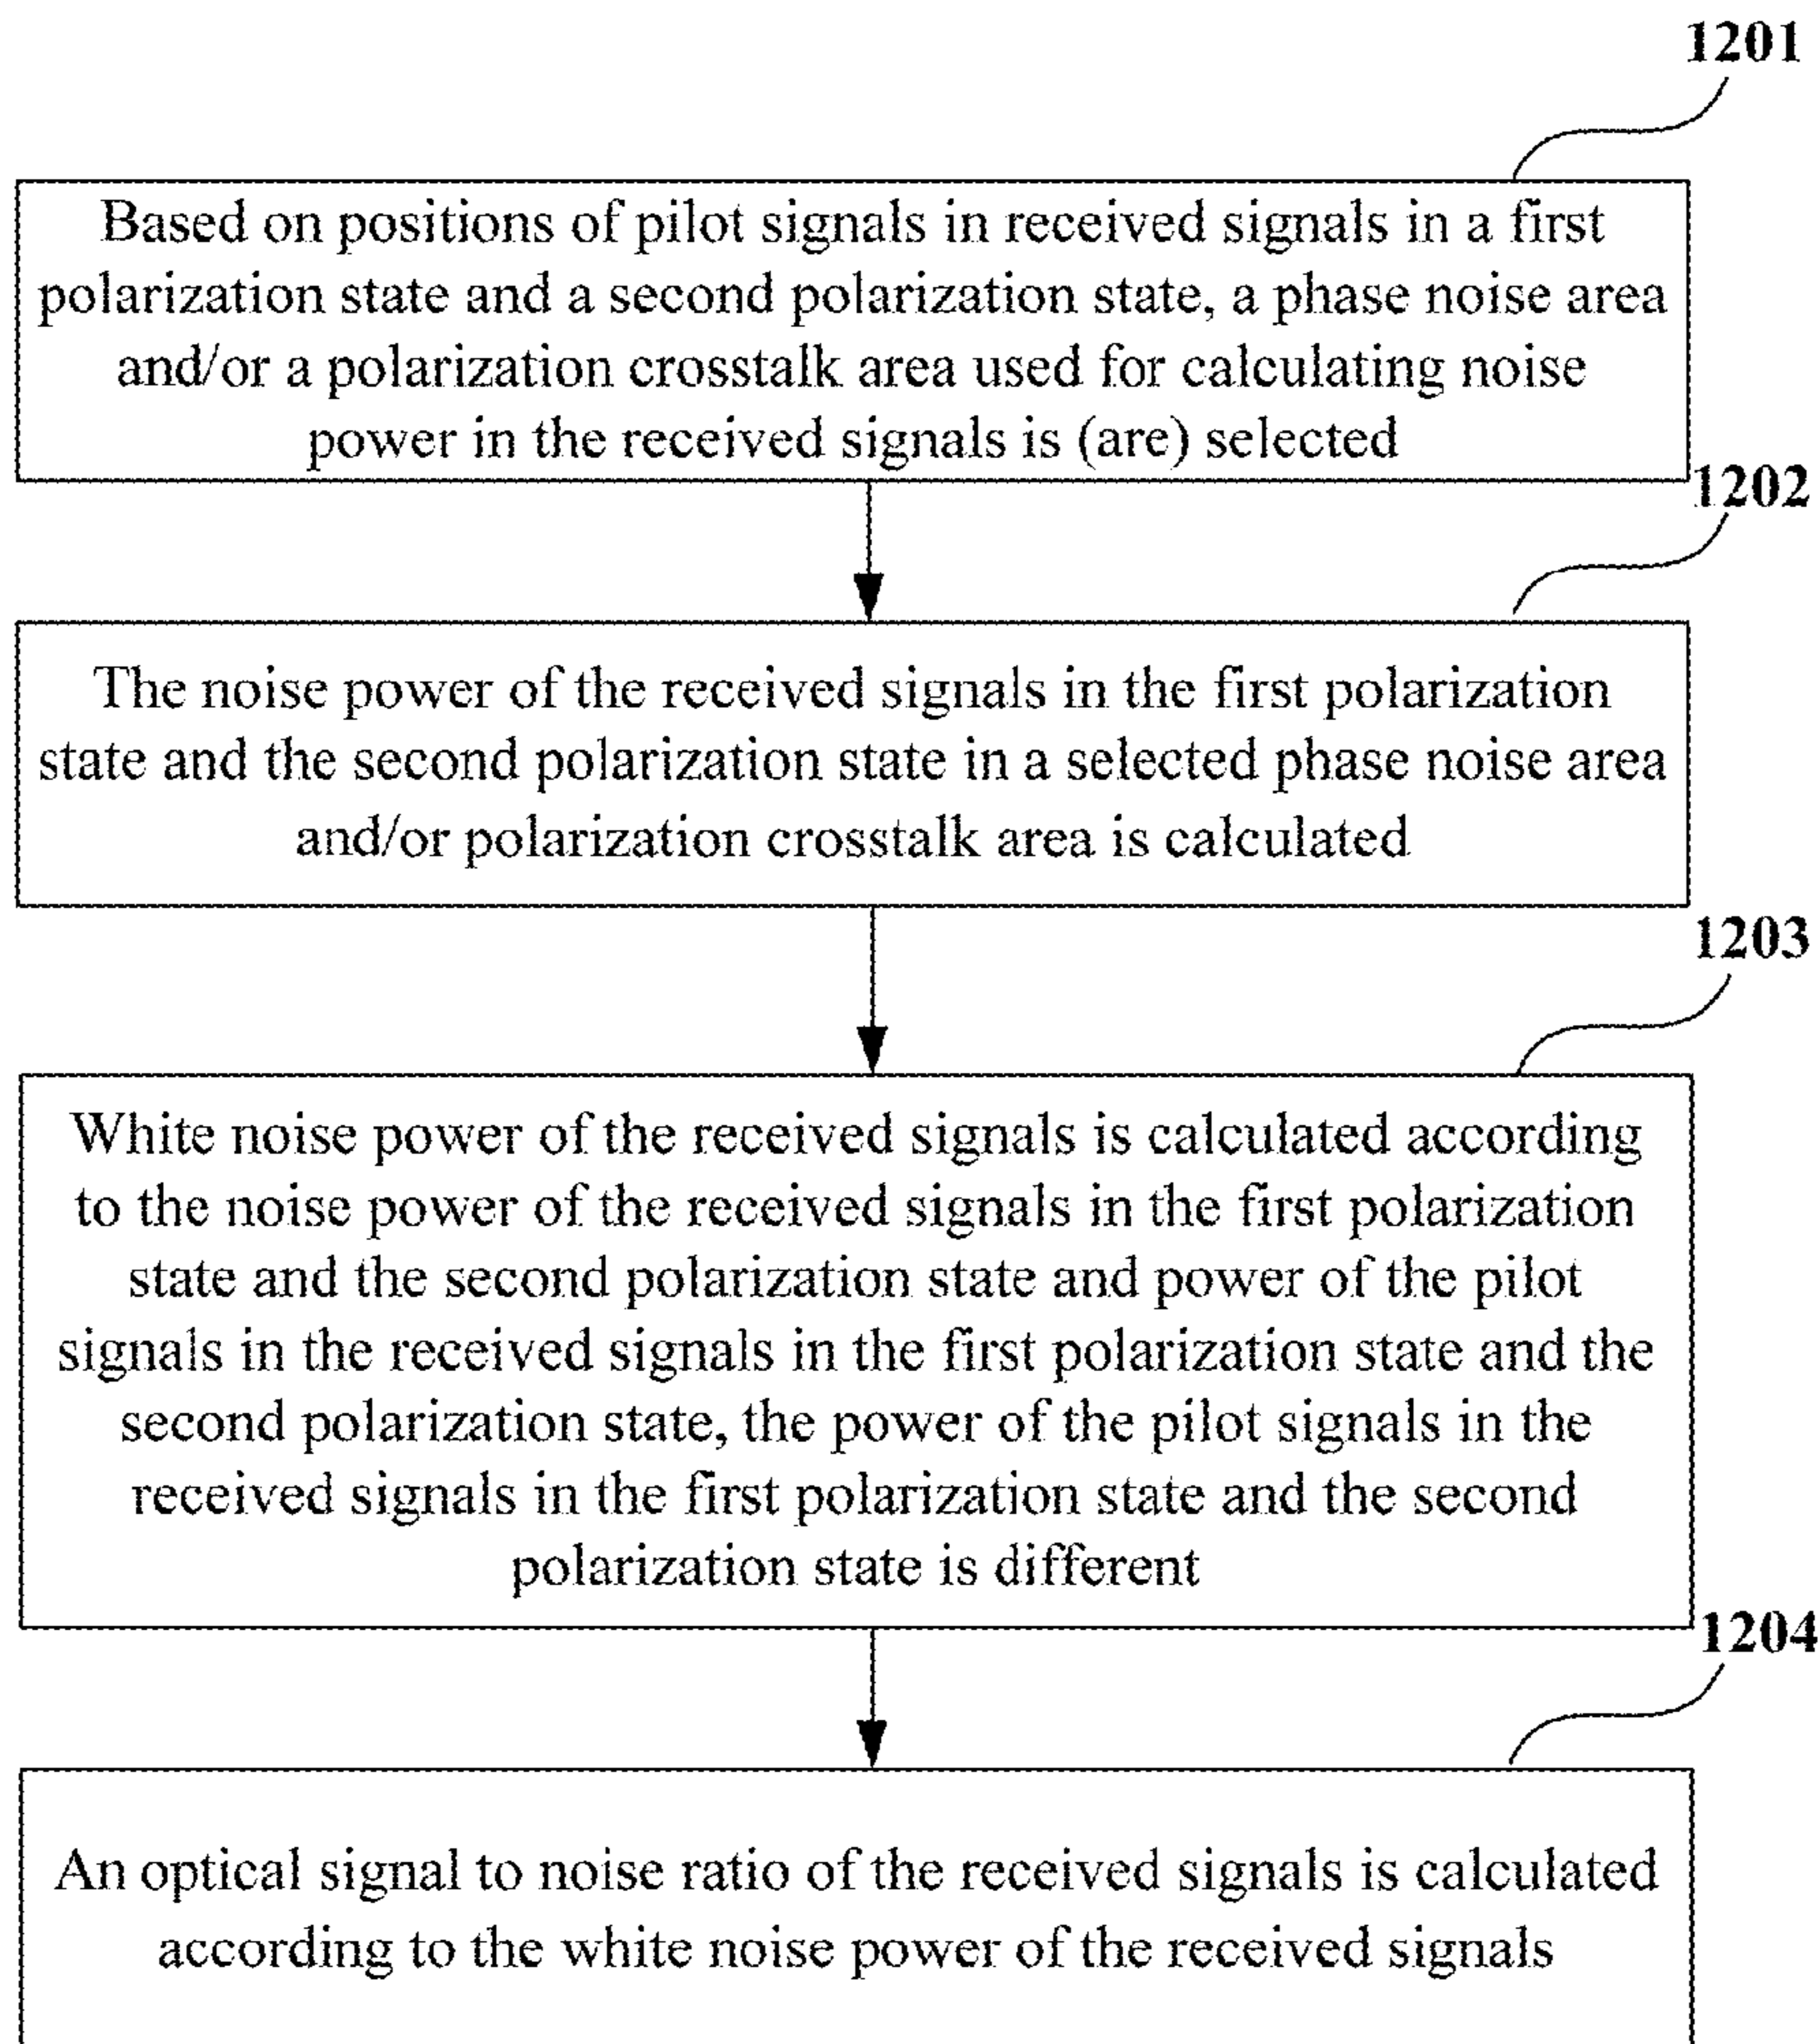 1201
Based on positions of pilot signals in received signals in a first
polarization state and a second polarization state, a phase noise area
and/or a polarization crosstalk area used for calculating noise
power in the received signals is (are) selected
1202
The noise power of the received signals in the first polarization
state and the second polarization state in a selected phase noise area
and/or polarization crosstalk area is calculated
1203
White noise power of the received signals is calculated according
to the noise power of the received signals in the first polarization
state and the second polarization state and power of the pilot
signals in the received signals in the first polarization state and the
second polarization state, the power of the pilot signals in the
received signals in the first polarization state and the second
polarization state is different
1204
An optical signal to noise ratio of the received signals is calculated
according to the white noise power of the received signals